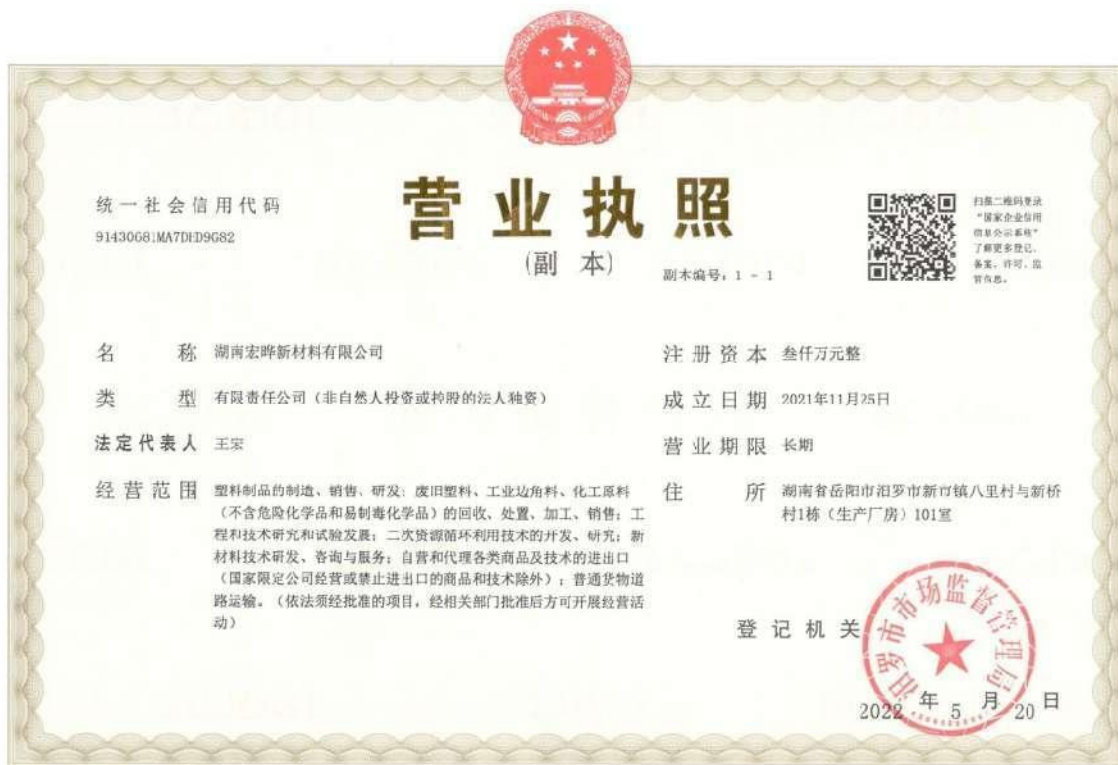 营业执照
(副 本)
副本编号：1 - 1
统一社会信用代码
扫描二维码登录
“国家企业信用
信息公示系统”
了解更多登记、
备案、许可、监
管信息。
名 称 湖南宏晔新材料有限公司
类 型 有限责任公司（非自然人投资或控股的法人独资）
法定代表人 王宏
经营范围 塑料制品的制造、销售、研发；废旧塑料、工业边角料、化工原料
（不含危险化学品和易制毒化学品）的回收、处置、加工、销售；工
程和技术研究和试验发展；二次资源循环利用技术的开发、研究；新
材料技术研发、咨询与服务；自营和代理各类商品及技术的进出口
（国家限定公司经营或禁止进出口的商品和技术除外）；普通货物道
路运输。（依法须经批准的项目，经相关部门批准后方可开展经营活
动）
注册资本 叁仟万元整
成立日期 2021年11月25日
营业期限 长期
住 所 湖南省岳阳市汨罗市新市镇八里村与新桥
村1栋（生产厂房）101室
登记机关
汨罗市市场监督管理局
2022 年 5 月 20 日